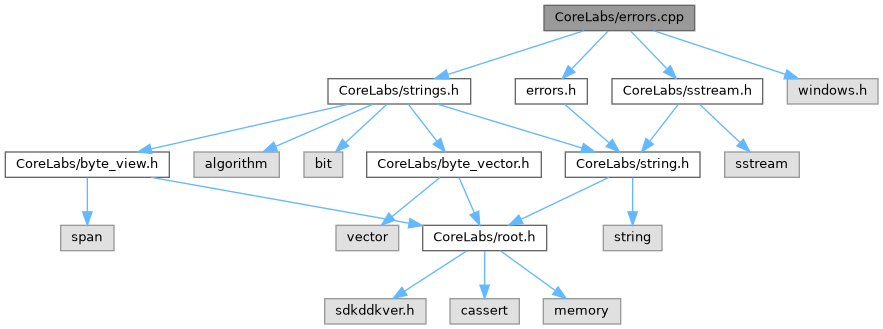 CoreLabs/errors.cpp
CoreLabs/strings.h
errors.h
CoreLabs/sstream.h
windows.h
CoreLabs/byte_view.h
algorithm
bit
CoreLabs/byte_vector.h
CoreLabs/string.h
sstream
span
vector
CoreLabs/root.h
string
sdkddkver.h
cassert
memory